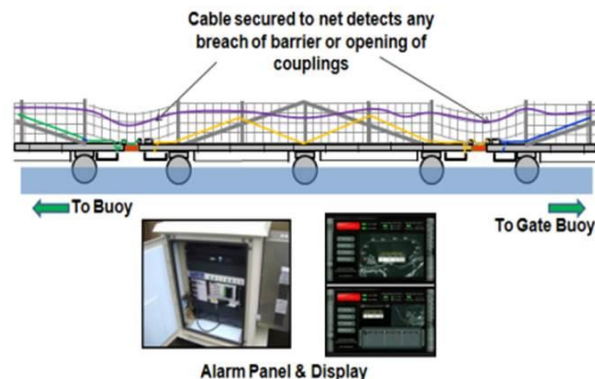 Cable secured to net detects any
breach of barrier or opening of
couplings
To Buoy
To Gate Buoy
Alarm Panel & Display